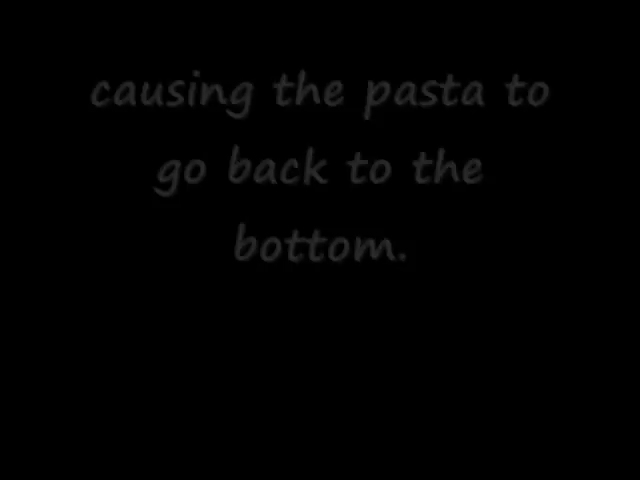 causing the pasta to
go back to the
bottom.